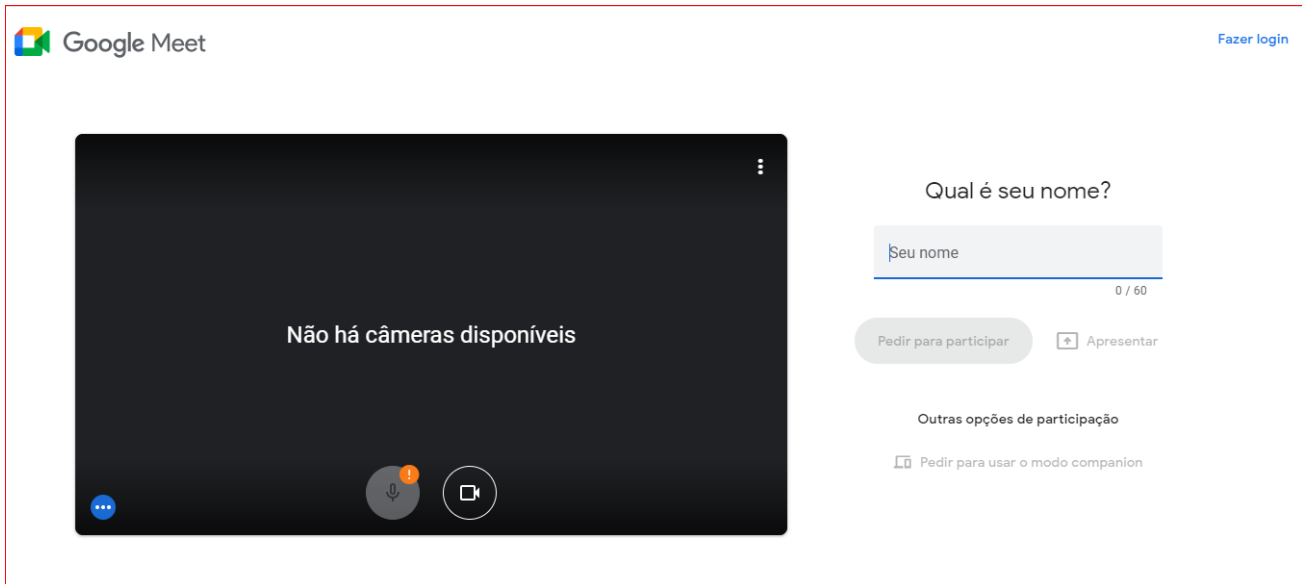 Google Meet
Fazer login
Não há câmeras disponíveis
Qual é seu nome?
Seu nome
0 / 60
Pedir para participar
Apresentar
Outras opções de participação
Pedir para usar o modo companion